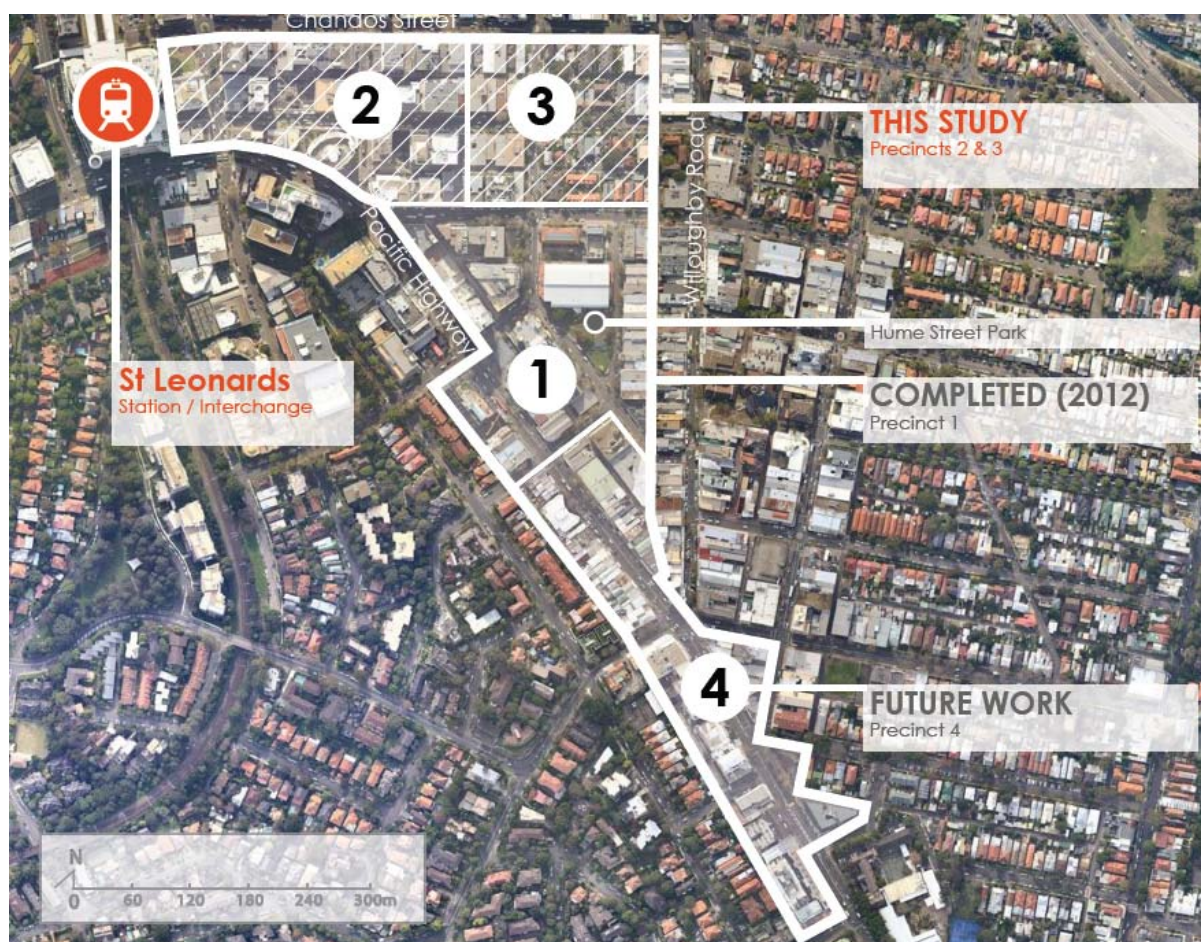 Chandos Street
2
3
THIS STUDY
Precincts 2 & 3
Willoughby Road
Pacific Highway
Hume Street Park
1
St Leonards
Station / Interchange
COMPLETED (2012)
Precinct 1
4
FUTURE WORK
Precinct 4
N
0 60 120 180 240 300m